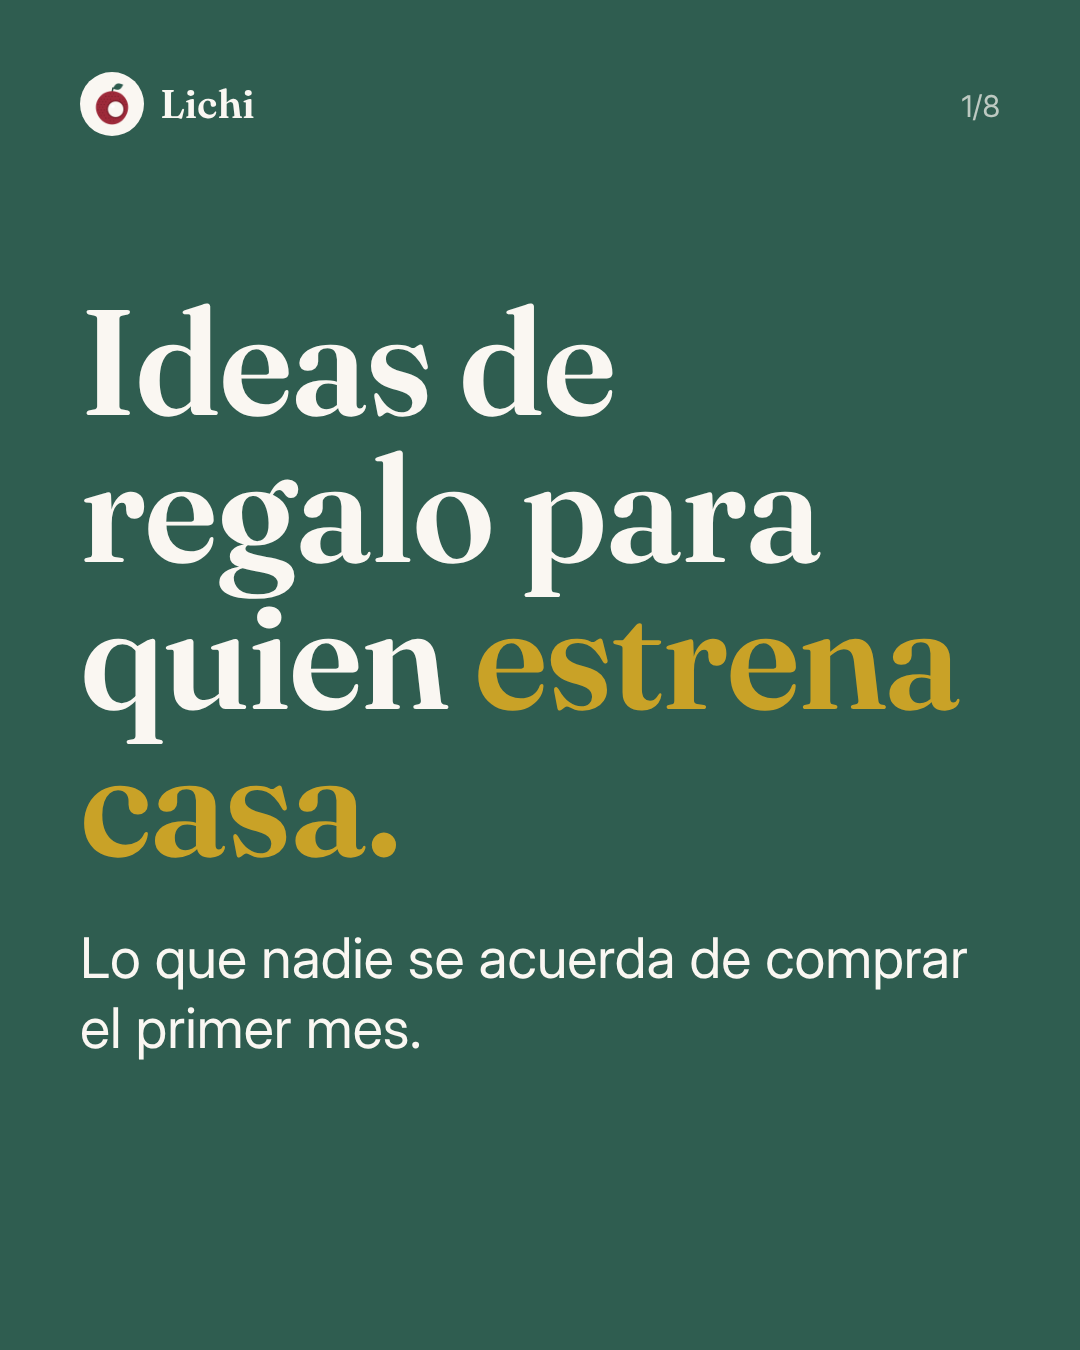 Lichi
1/8
Ideas de
regalo para
quien estrena
casa.
Lo que nadie se acuerda de comprar
el primer mes.